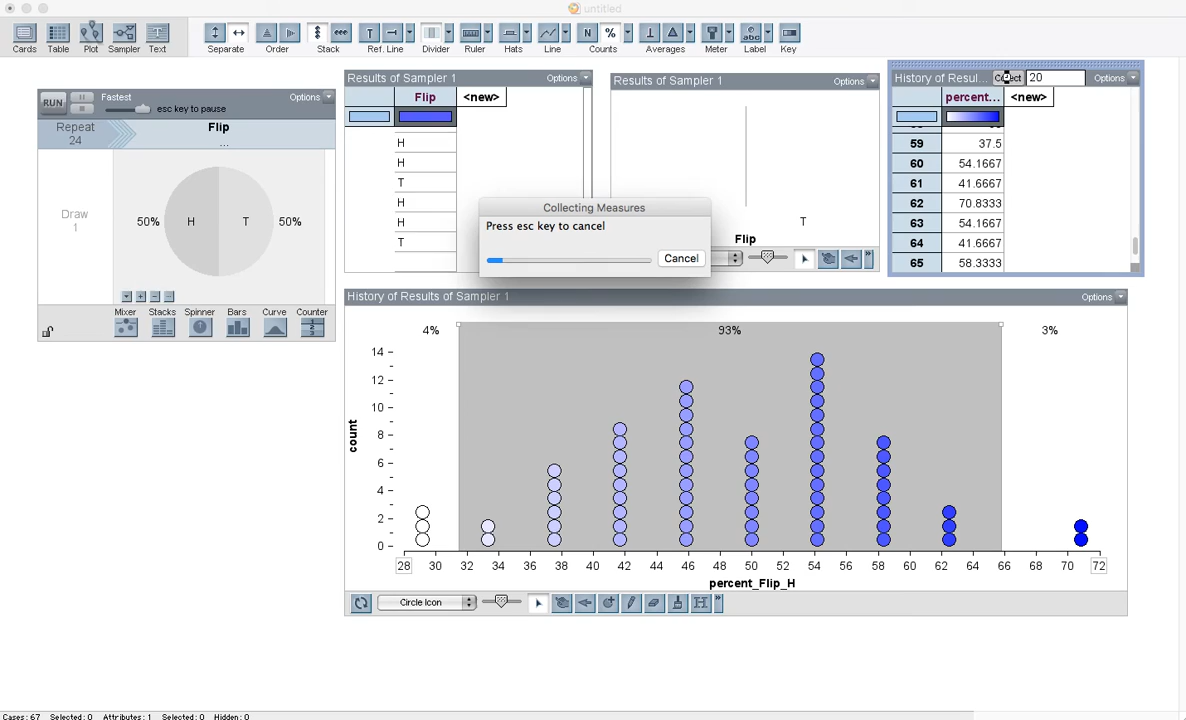 untitled
Cards
Table
Plot
Sampler
Text
Separate
Order
Stack
Ref. Line
Divider
Ruler
Hats
Line
Counts
Averages
Meter
Label
Key
N
%
abc
RUN
Fastest
esc key to pause
Options
Repeat
24
Flip
...
Draw
1
50%
H
T
50%
Mixer
Stacks
Spinner
Bars
Curve
Counter
Results of Sampler 1
Options
Flip
<new>
H
H
T
H
H
T
Results of Sampler 1
Options
T
Flip
Collecting Measures
Press esc key to cancel
Cancel
History of Resul...
20
Options
percent...
<new>
59 37.5
60 54.1667
61 41.6667
62 70.8333
63 54.1667
64 41.6667
65 58.3333
History of Results of Sampler 1
Options
4%
93%
3%
14
12
10
8
6
4
2
0
count
28 30 32 34 36 38 40 42 44 46 48 50 52 54 56 58 60 62 64 66 68 70 72
percent_Flip_H
Circle Icon
Cases: 67 Selected: 0 Attributes: 1 Selected: 0 Hidden: 0